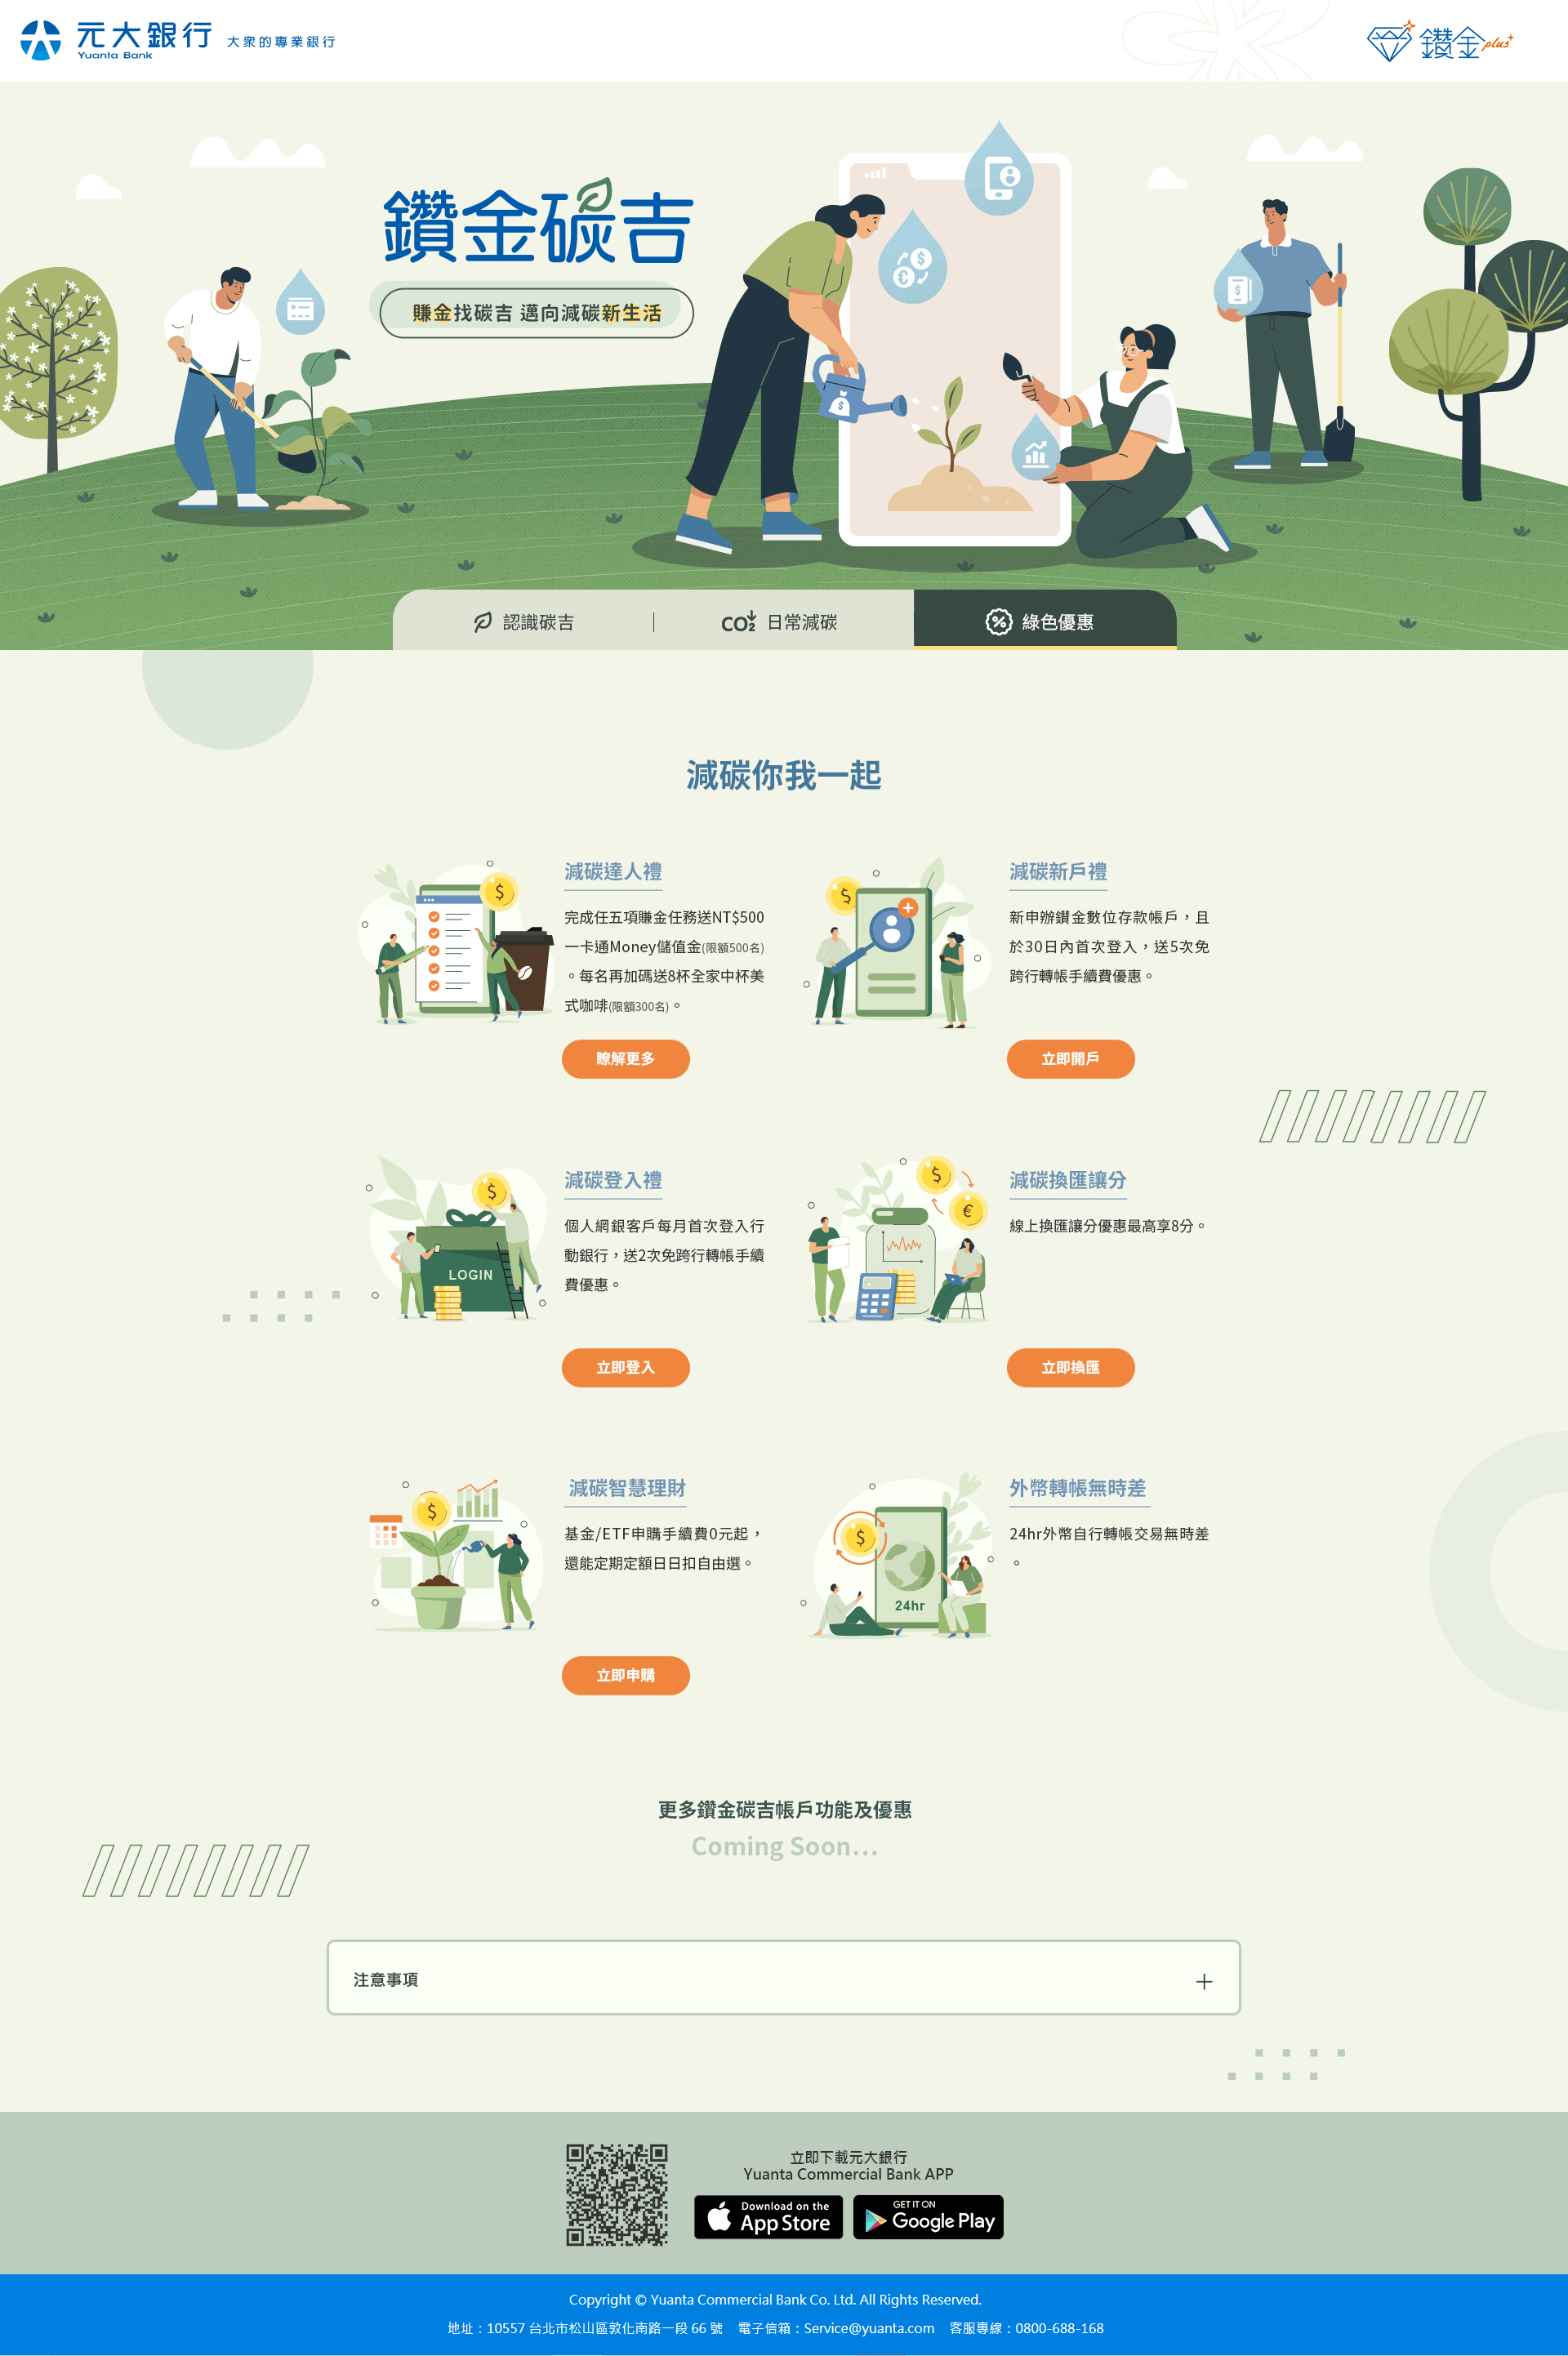 元大銀行 大衆的專業銀行
Yuanta Bank
鑽金plus
鑽金碳吉
賺金找碳吉 邁向減碳新生活
認識碳吉
CO2 日常減碳
綠色優惠
減碳你我一起
減碳達人禮
完成任五項賺金任務送NT$500
一卡通Money儲值金(限額500名)
。每名再加碼送8杯全家中杯美
式咖啡(限額300名)。
瞭解更多
減碳新戶禮
新申辦鑽金數位存款帳戶，且
於30日內首次登入，送5次免
跨行轉帳手續費優惠。
立即開戶
LOGIN
減碳登入禮
個人網銀客戶每月首次登入行
動銀行，送2次免跨行轉帳手續
費優惠。
立即登入
減碳換匯讓分
線上換匯讓分優惠最高享8分。
立即換匯
減碳智慧理財
基金/ETF申購手續費0元起，
還能定期定額日日扣自由選。
立即申購
24hr
外幣轉帳無時差
24hr外幣自行轉帳交易無時差
。
更多鑽金碳吉帳戶功能及優惠
Coming Soon...
注意事項
立即下載元大銀行
Yuanta Commercial Bank APP
Download on the
App Store
GET IT ON
Google Play
Copyright © Yuanta Commercial Bank Co. Ltd. All Rights Reserved.
地址：10557 台北市松山區敦化南路一段 66 號 電子信箱：Service@yuanta.com 客服專線：0800-688-168